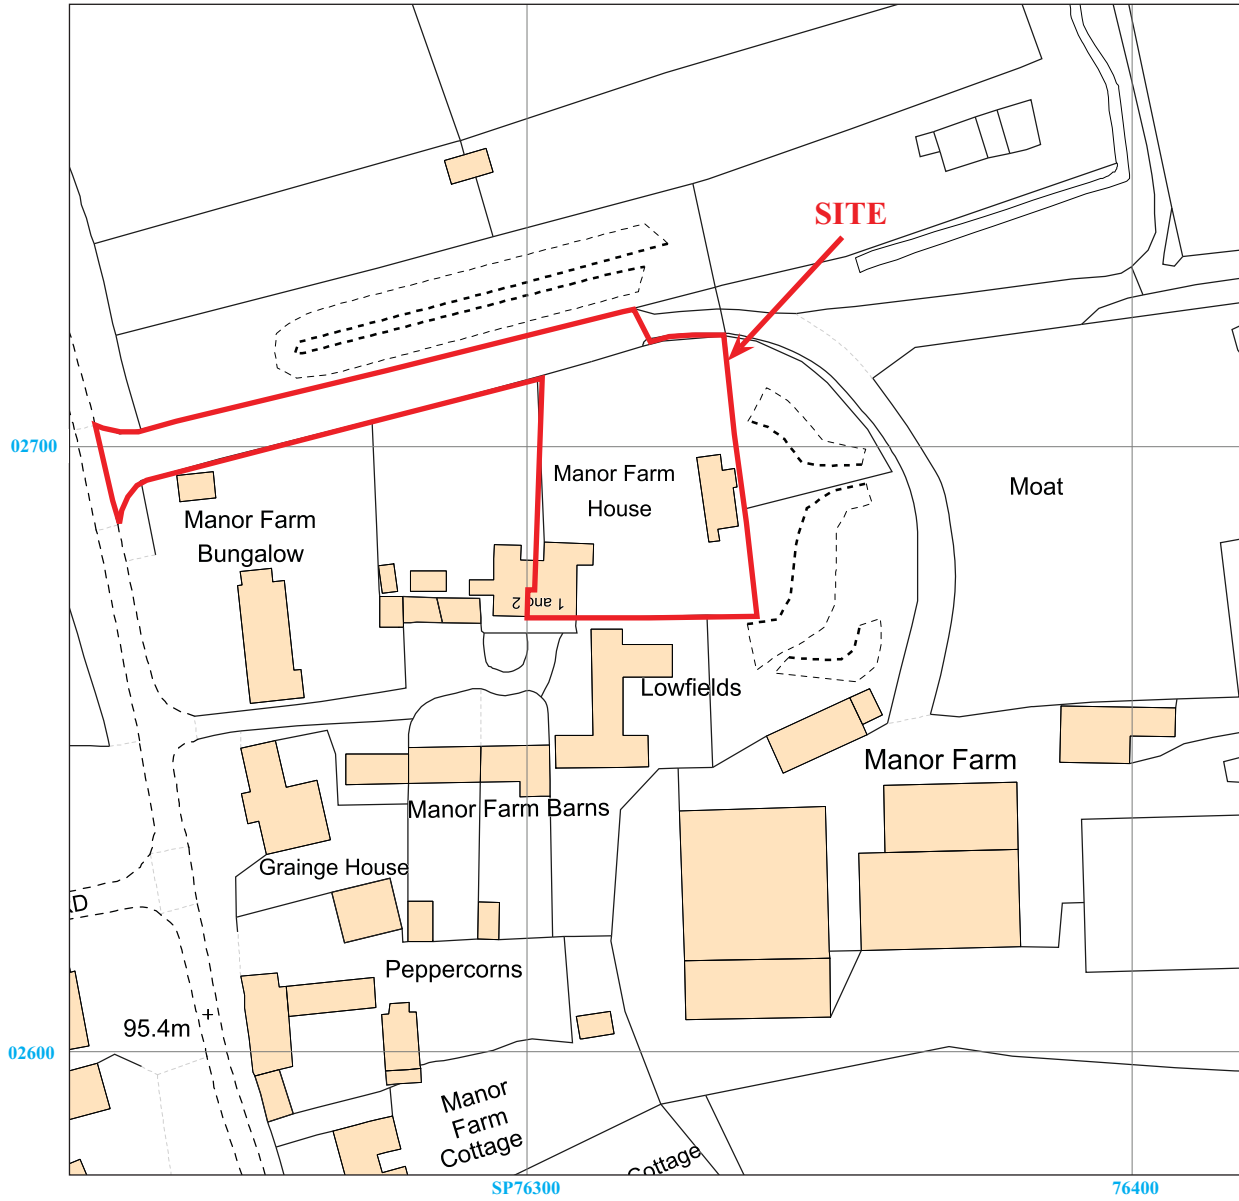 SITE
02700
Manor Farm
House
Moat
Manor Farm
Bungalow
1 and 2
Lowfields
Manor Farm
Manor Farm Barns
Grainge House
D
Peppercorns
95.4m
02600
Manor
Farm
Cottage
Cottage
SP76300
76400